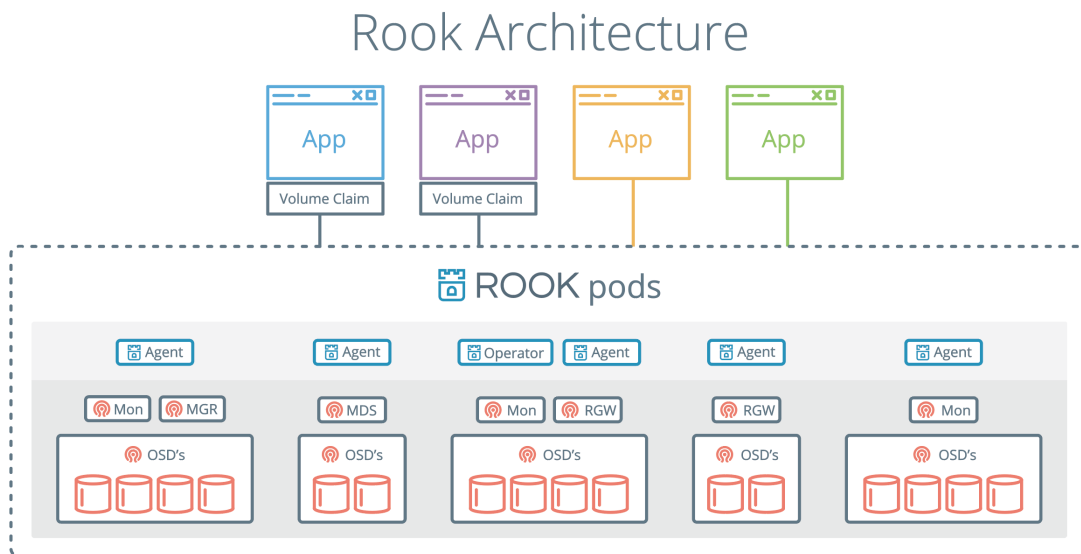 Rook Architecture
App App App App
Volume Claim Volume Claim
ROOK pods
Agent Agent Operator Agent Agent Agent
Mon MGR MDS Mon RGW RGW Mon
OSD's OSD's OSD's OSD's OSD's